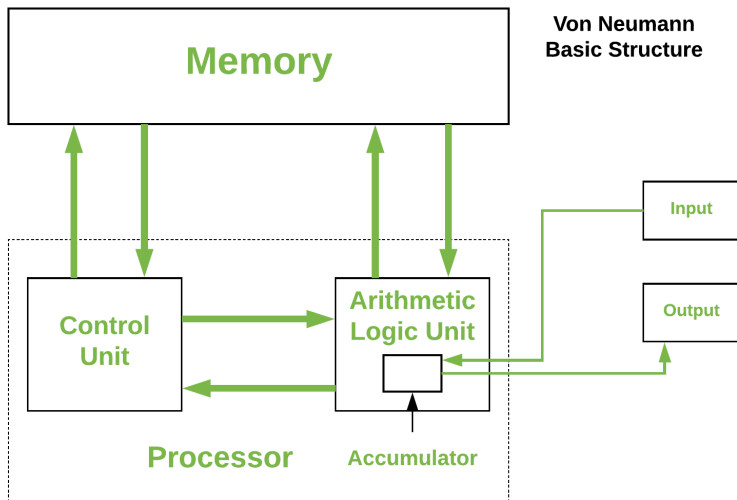 Von Neumann
Basic Structure
Memory
Input
Output
Control
Unit
Arithmetic
Logic Unit
Processor
Accumulator